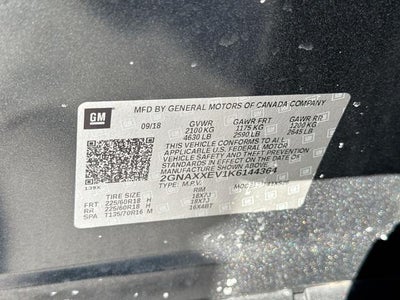 GM
MFD BY GENERAL MOTORS OF CANADA COMPANY
09/18 GVWR GAWR FRT GAWR RR
2100 KG 1175 KG 1200 KG
4630 LB 2590 LB 2645 LB
THIS VEHICLE CONFORMS TO ALL
APPLICABLE U.S. FEDERAL MOTOR
VEHICLE SAFETY AND THEFT
PREVENTION STANDARDS
IN EFFECT ON THE DATE OF
MANUFACTURE SHOWN ABOVE.
2GNAXXEV1K6144364
139X
TYPE: M.P.V.
TIRE SIZE RIM
FRT: 225/60R18 H 18X7J
RR 225/60R18 H 18X7J
SPA T135/70R16 M 16X4BT